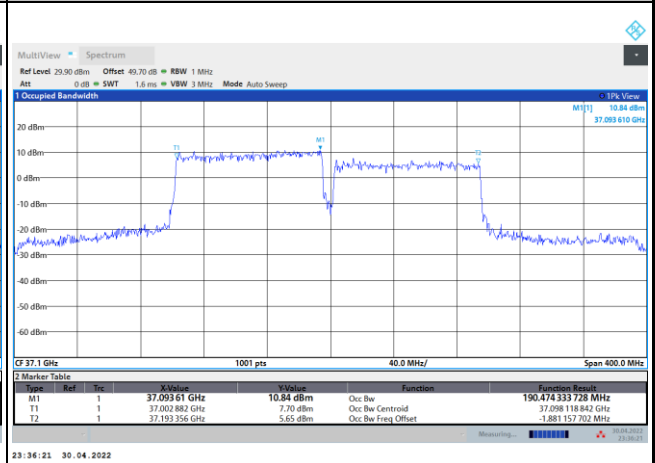 MultiView Spectrum
Ref Level 29.90 dBm Offset 49.70 dB RBW 1 MHz
Att 0 dB SWT 1.6 ms VBW 3 MHz Mode Auto Sweep
1 Occupied Bandwidth 1Pk View
M1[1] 10.84 dBm
37.093 610 GHz
20 dBm
M1
T1
T2
10 dBm
0 dBm
-10 dBm
-20 dBm
-30 dBm
-40 dBm
-50 dBm
-60 dBm
CF 37.1 GHz 1001 pts 40.0 MHz/ Span 400.0 MHz
2 Marker Table
Type Ref Trc X-Value Y-Value Function Function Result
M1 1 37.093 61 GHz 10.84 dBm Occ Bw 190.474 333 728 MHz
T1 1 37.002 882 GHz 7.70 dBm Occ Bw Centroid 37.098 118 842 GHz
T2 1 37.193 356 GHz 5.65 dBm Occ Bw Freq Offset -1.881 157 702 MHz
Measuring... 30.04.2022
23:36:21
23:36:21 30.04.2022